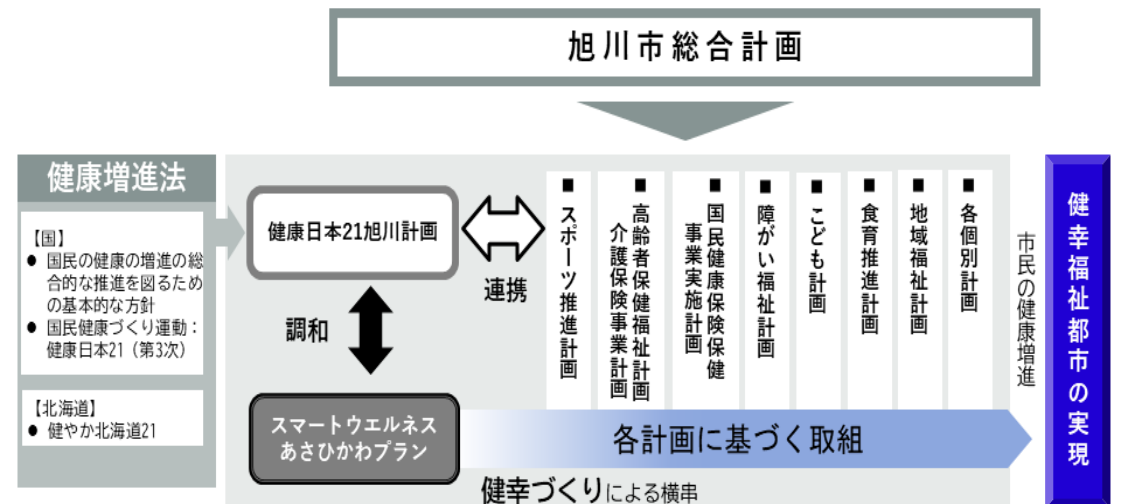 旭川市総合計画
健康増進法
【国】
● 国民の健康の増進の総
合的な推進を図るため
の基本的な方針
● 国民健康づくり運動：
健康日本21（第3次）
【北海道】
● 健やか北海道21
健康日本21旭川計画
連携
調和
スマートウエルネス
あさひかわプラン
■ スポーツ推進計画
■ 高齢者保健福祉計画
介護保険事業計画
■ 国民健康保険保健
事業実施計画
■ 障がい福祉計画
■ こども計画
■ 食育推進計画
■ 地域福祉計画
■ 各個別計画
各計画に基づく取組
健幸づくりによる横串
市民の健康増進
健幸福祉都市の実現